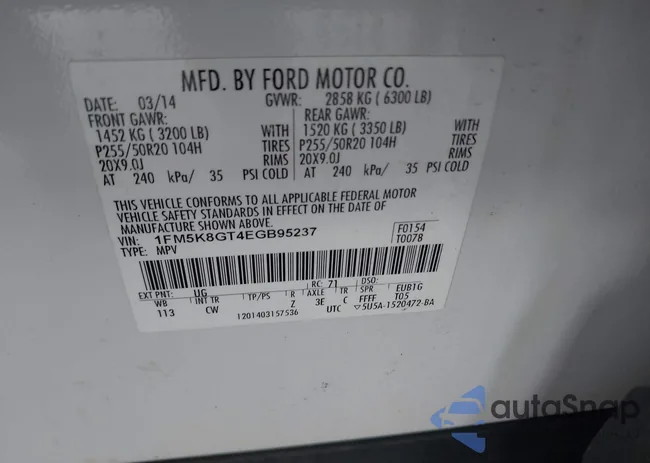 MFD. BY FORD MOTOR CO.
DATE: 03/14 GVWR: 2858 KG ( 6300 LB)
FRONT GAWR: REAR GAWR:
1452 KG ( 3200 LB) WITH 1520 KG ( 3350 LB) WITH
P255/50R20 104H TIRES P255/50R20 104H TIRES
20X9.0J RIMS 20X9.0J RIMS
AT 240 kPa/ 35 PSI COLD AT 240 kPa/ 35 PSI COLD
THIS VEHICLE CONFORMS TO ALL APPLICABLE FEDERAL MOTOR
VEHICLE SAFETY STANDARDS IN EFFECT ON THE DATE OF
MANUFACTURE SHOWN ABOVE.
VIN: 1FM5K8GT4EGB95237 F0154
TYPE: MPV T0078
EXT PNT: UG RC: 71 DSO:
WB INT TR TP/PS R AXLE TR SPR EUB1G
113 CW Z 3E C FFFF T05
1201403157536 UTC ▽5U5A-1520472-BA
autoSnap